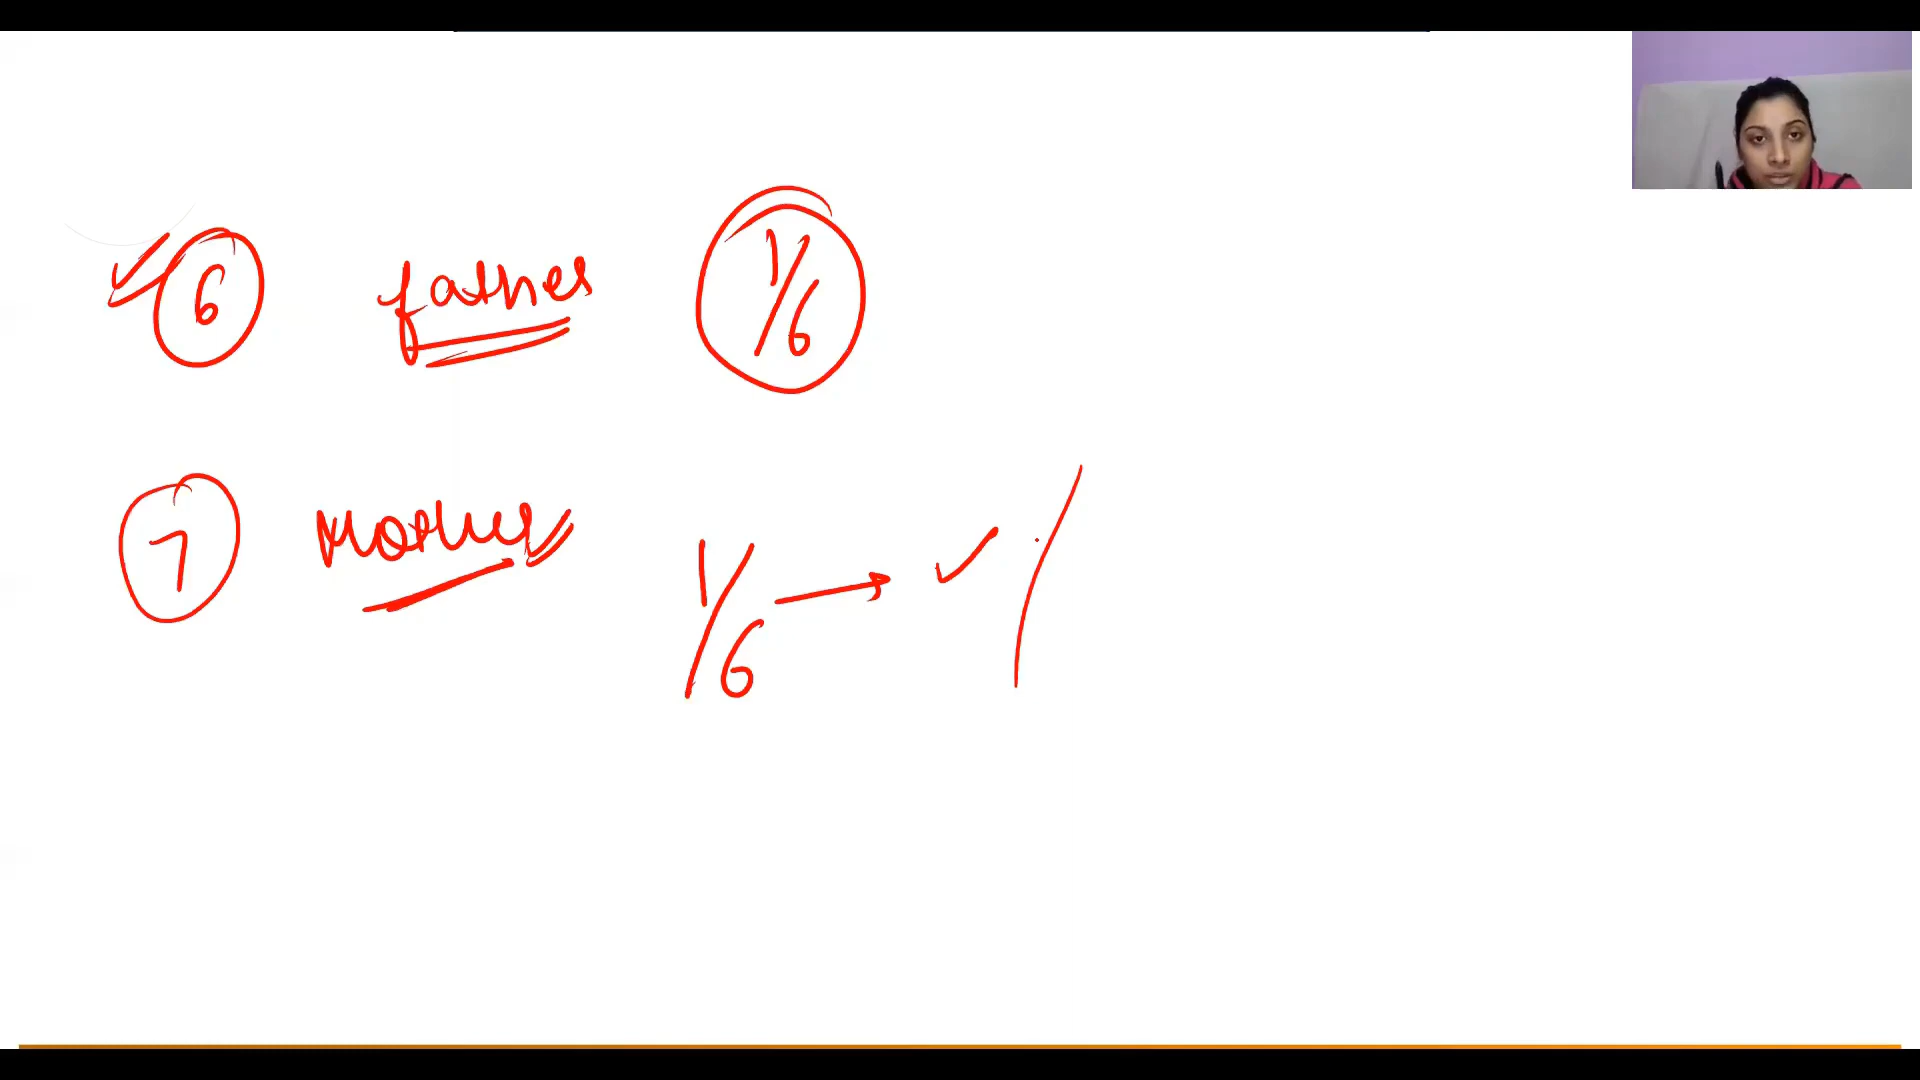 6 father 1/6
7 Mother 1/6 → ✓